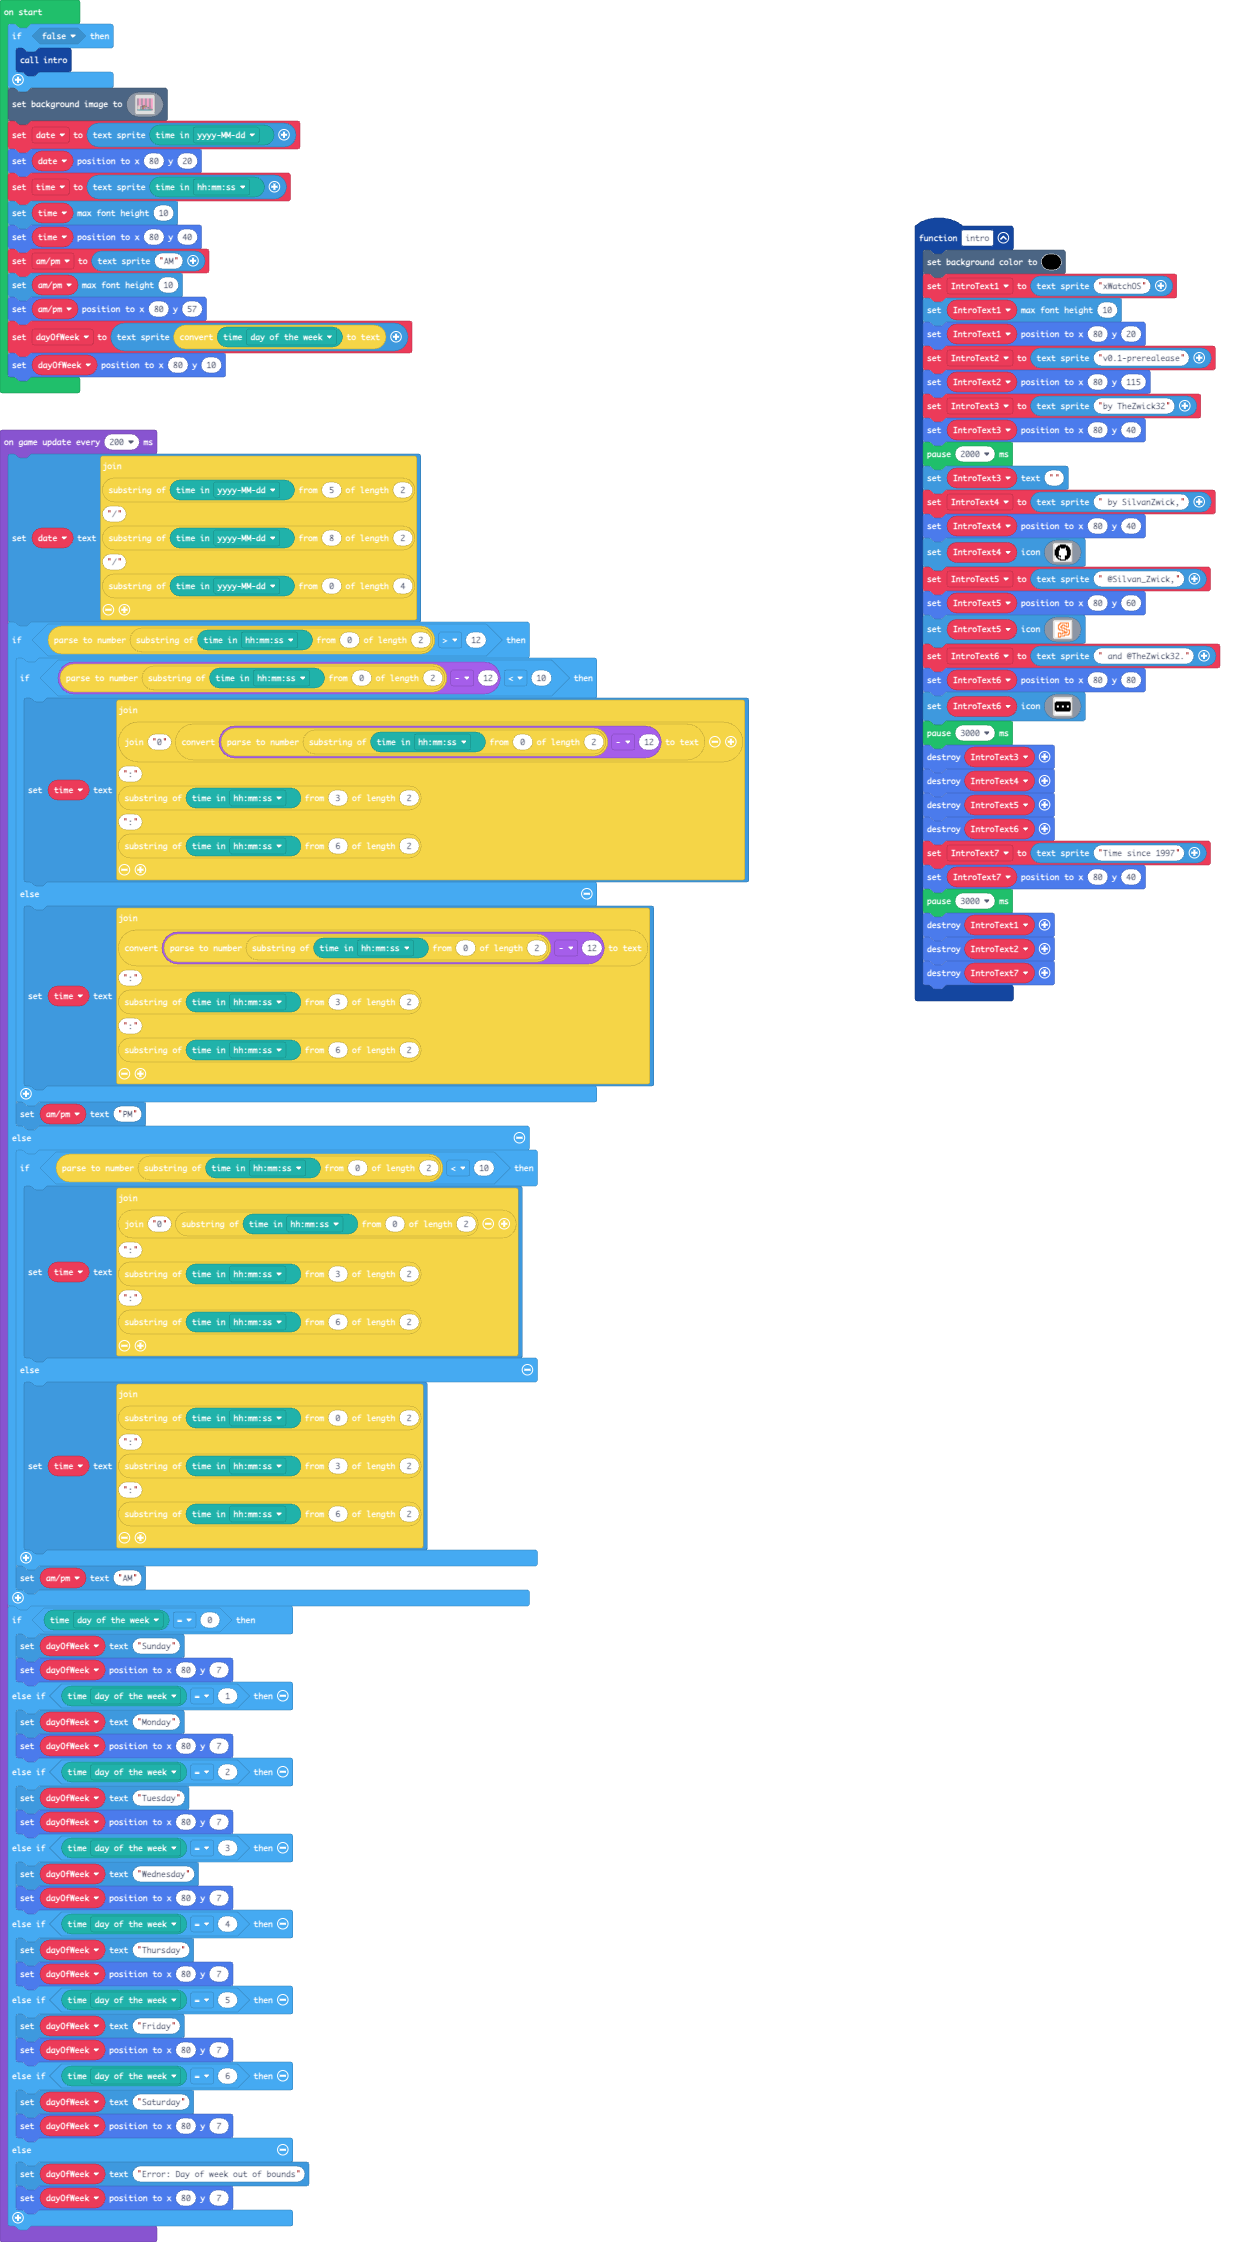 on start
if false then
call intro
set background image to
set date to text sprite time in yyyy-MM-dd
set date position to x 80 y 20
set time to text sprite time in hh:mm:ss
set time max font height 10
set time position to x 80 y 40
set am/pm to text sprite "AM"
set am/pm max font height 10
set am/pm position to x 80 y 57
set dayOfWeek to text sprite convert time day of the week to text
set dayOfWeek position to x 80 y 10
on game update every 200 ms
join
substring of time in yyyy-MM-dd from 5 of length 2
"/"
set date text substring of time in yyyy-MM-dd from 8 of length 2
"/"
substring of time in yyyy-MM-dd from 0 of length 4
if parse to number substring of time in hh:mm:ss from 0 of length 2 > 12 then
if parse to number substring of time in hh:mm:ss from 0 of length 2 - 12 < 10 then
join
join "0" convert parse to number substring of time in hh:mm:ss from 0 of length 2 - 12 to text
":"
set time text substring of time in hh:mm:ss from 3 of length 2
":"
substring of time in hh:mm:ss from 6 of length 2
else
join
convert parse to number substring of time in hh:mm:ss from 0 of length 2 - 12 to text
":"
set time text substring of time in hh:mm:ss from 3 of length 2
":"
substring of time in hh:mm:ss from 6 of length 2
set am/pm text "PM"
else
if parse to number substring of time in hh:mm:ss from 0 of length 2 < 10 then
join
join "0" substring of time in hh:mm:ss from 0 of length 2
":"
set time text substring of time in hh:mm:ss from 3 of length 2
":"
substring of time in hh:mm:ss from 6 of length 2
else
join
substring of time in hh:mm:ss from 0 of length 2
":"
set time text substring of time in hh:mm:ss from 3 of length 2
":"
substring of time in hh:mm:ss from 6 of length 2
set am/pm text "AM"
if time day of the week = 0 then
set dayOfWeek text "Sunday"
set dayOfWeek position to x 80 y 7
else if time day of the week = 1 then
set dayOfWeek text "Monday"
set dayOfWeek position to x 80 y 7
else if time day of the week = 2 then
set dayOfWeek text "Tuesday"
set dayOfWeek position to x 80 y 7
else if time day of the week = 3 then
set dayOfWeek text "Wednesday"
set dayOfWeek position to x 80 y 7
else if time day of the week = 4 then
set dayOfWeek text "Thursday"
set dayOfWeek position to x 80 y 7
else if time day of the week = 5 then
set dayOfWeek text "Friday"
set dayOfWeek position to x 80 y 7
else if time day of the week = 6 then
set dayOfWeek text "Saturday"
set dayOfWeek position to x 80 y 7
else
set dayOfWeek text "Error: Day of week out of bounds"
set dayOfWeek position to x 80 y 7
function intro
set background color to
set IntroText1 to text sprite "xWatchOS"
set IntroText1 max font height 10
set IntroText1 position to x 80 y 20
set IntroText2 to text sprite "v0.1-prerealease"
set IntroText2 position to x 80 y 115
set IntroText3 to text sprite "by TheZwick32"
set IntroText3 position to x 80 y 40
pause 2000 ms
set IntroText3 text ""
set IntroText4 to text sprite " by SilvanZwick,"
set IntroText4 position to x 80 y 40
set IntroText4 icon
set IntroText5 to text sprite " #Silvan_Zwick,"
set IntroText5 position to x 80 y 60
set IntroText5 icon
set IntroText6 to text sprite " and #TheZwick32."
set IntroText6 position to x 80 y 80
set IntroText6 icon
pause 3000 ms
destroy IntroText3
destroy IntroText4
destroy IntroText5
destroy IntroText6
set IntroText7 to text sprite "Time since 1997"
set IntroText7 position to x 80 y 40
pause 3000 ms
destroy IntroText1
destroy IntroText2
destroy IntroText7